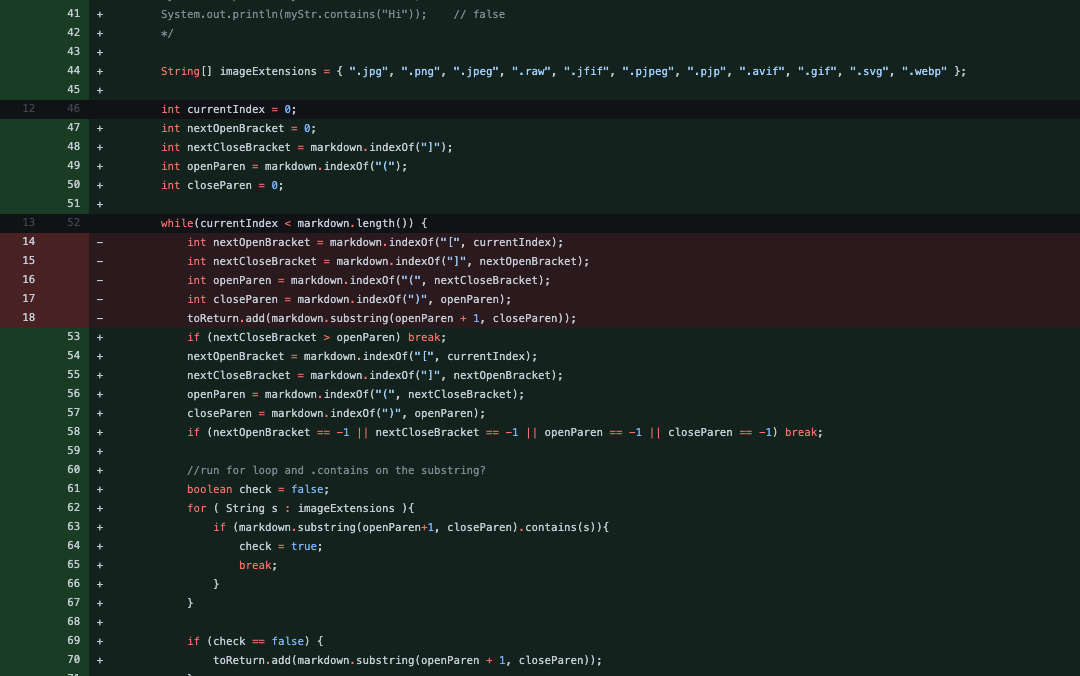 41 + System.out.println(myStr.contains("Hi")); // false
42 + */
43 +
44 + String[] imageExtensions = { ".jpg", ".png", ".jpeg", ".raw", ".jfif", ".pjpeg", ".pjp", ".avif", ".gif", ".svg", ".webp" };
45 +
12 46 int currentIndex = 0;
47 + int nextOpenBracket = 0;
48 + int nextCloseBracket = markdown.indexOf("]");
49 + int openParen = markdown.indexOf("(");
50 + int closeParen = 0;
51 +
13 52 while(currentIndex < markdown.length()) {
14 - int nextOpenBracket = markdown.indexOf("[", currentIndex);
15 - int nextCloseBracket = markdown.indexOf("]", nextOpenBracket);
16 - int openParen = markdown.indexOf("(", nextCloseBracket);
17 - int closeParen = markdown.indexOf(")", openParen);
18 - toReturn.add(markdown.substring(openParen + 1, closeParen));
53 + if (nextCloseBracket > openParen) break;
54 + nextOpenBracket = markdown.indexOf("[", currentIndex);
55 + nextCloseBracket = markdown.indexOf("]", nextOpenBracket);
56 + openParen = markdown.indexOf("(", nextCloseBracket);
57 + closeParen = markdown.indexOf(")", openParen);
58 + if (nextOpenBracket == -1 || nextCloseBracket == -1 || openParen == -1 || closeParen == -1) break;
59 +
60 + //run for loop and .contains on the substring?
61 + boolean check = false;
62 + for ( String s : imageExtensions ){
63 + if (markdown.substring(openParen+1, closeParen).contains(s)){
64 + check = true;
65 + break;
66 + }
67 + }
68 +
69 + if (check == false) {
70 + toReturn.add(markdown.substring(openParen + 1, closeParen));